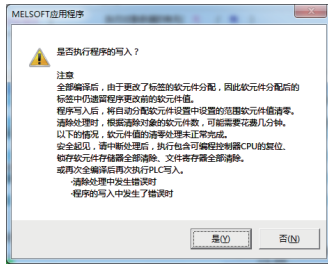 MELSOFT应用程序
是否执行程序的写入？
注意
全部编译后，由于更改了标签的软元件分配，因此软元件分配后的
标签中仍遗留程序更改前的软元件值。
程序写入后，将自动分配软元件设置中设置的范围软元件值清零。
清除处理时，根据清除对象的软元件数，可能需要花费几分钟。
以下的情况，软元件值的清零处理未正常完成。
安全起见，请中断处理后，执行包含可编程控制器CPU的复位、
锁存软元件存储器全部清除、文件寄存器全部清除。
或再次全编译后再次执行PLC写入。
-清除处理中发生错误时
-程序的写入中发生了错误时
是(Y)
否(N)